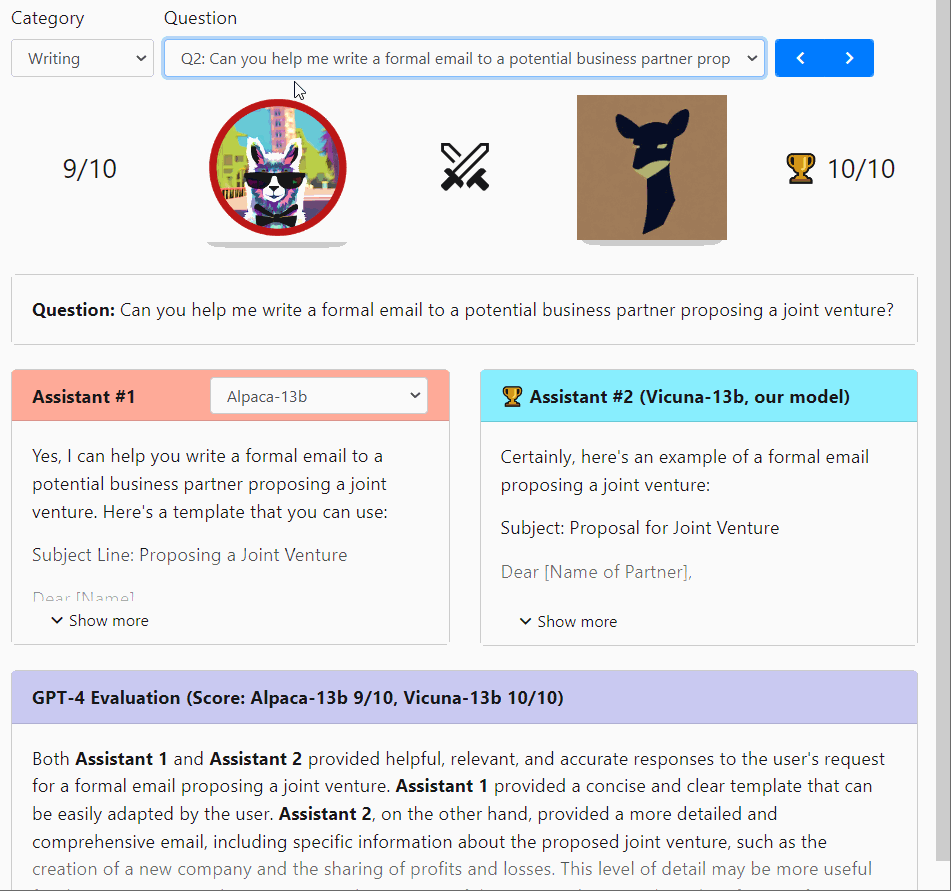 Category Question
Writing Q2: Can you help me write a formal email to a potential business partner prop
9/10 10/10
Question: Can you help me write a formal email to a potential business partner proposing a joint venture?
Assistant #1 Alpaca-13b
Yes, I can help you write a formal email to a
potential business partner proposing a joint
venture. Here's a template that you can use:
Subject Line: Proposing a Joint Venture
Dear [Name]
Show more
Assistant #2 (Vicuna-13b, our model)
Certainly, here's an example of a formal email
proposing a joint venture:
Subject: Proposal for Joint Venture
Dear [Name of Partner],
Show more
GPT-4 Evaluation (Score: Alpaca-13b 9/10, Vicuna-13b 10/10)
Both Assistant 1 and Assistant 2 provided helpful, relevant, and accurate responses to the user's request
for a formal email proposing a joint venture. Assistant 1 provided a concise and clear template that can
be easily adapted by the user. Assistant 2, on the other hand, provided a more detailed and
comprehensive email, including specific information about the proposed joint venture, such as the
creation of a new company and the sharing of profits and losses. This level of detail may be more useful